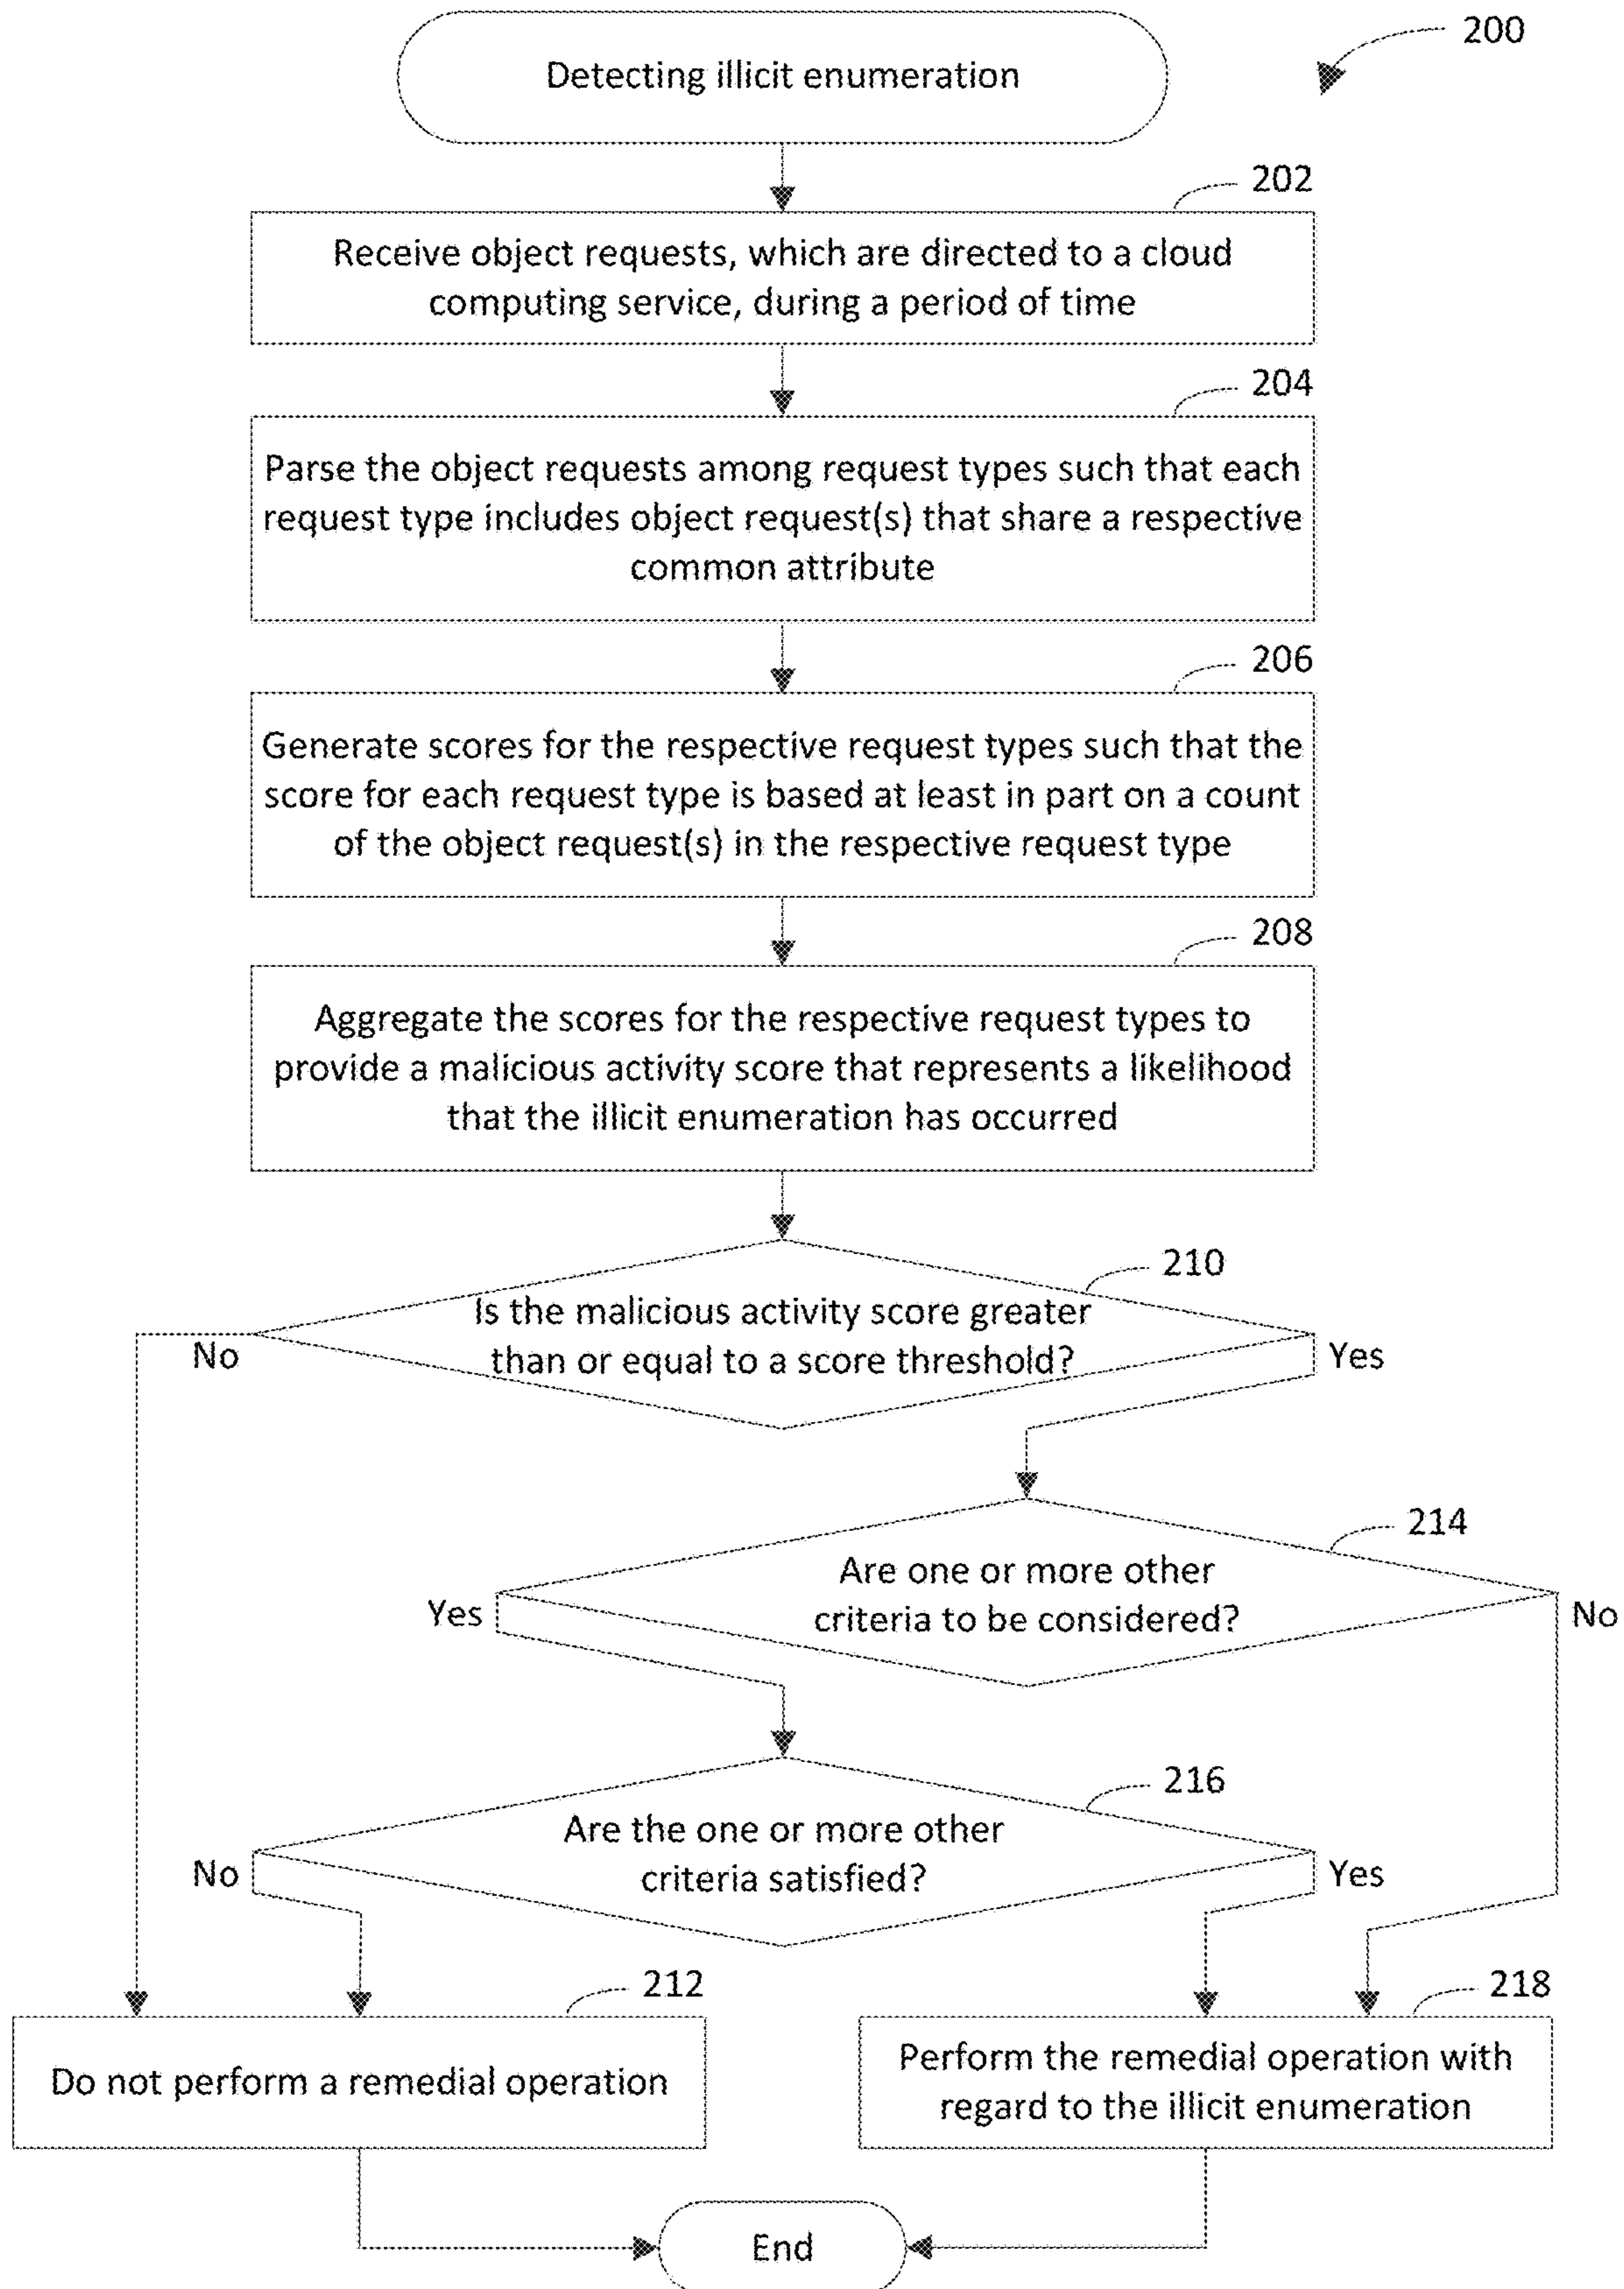 200
Detecting illicit enumeration
202
Receive object requests, which are directed to a cloud
computing service, during a period of time
204
Parse the object requests among request types such that each
request type includes object request(s) that share a respective
common attribute
206
Generate scores for the respective request types such that the
score for each request type is based at least in part on a count
of the object request(s) in the respective request type
208
Aggregate the scores for the respective request types to
provide a malicious activity score that represents a likelihood
that the illicit enumeration has occurred
210
Is the malicious activity score greater
than or equal to a score threshold?
No
Yes
214
Are one or more other
criteria to be considered?
Yes
No
216
Are the one or more other
criteria satisfied?
No
Yes
212
Do not perform a remedial operation
218
Perform the remedial operation with
regard to the illicit enumeration
End